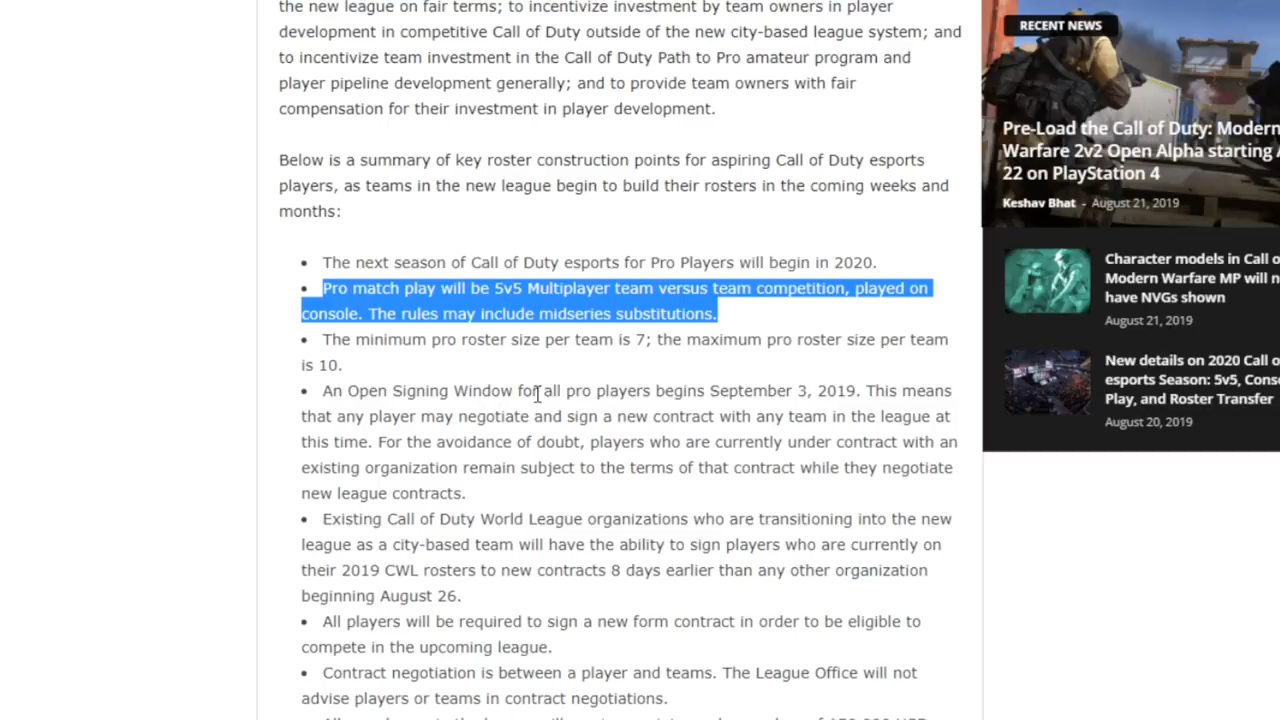 the new league on fair terms; to incentivize investment by team owners in player
development in competitive Call of Duty outside of the new city-based league system; and
to incentivize team investment in the Call of Duty Path to Pro amateur program and
player pipeline development generally; and to provide team owners with fair
compensation for their investment in player development.
Below is a summary of key roster construction points for aspiring Call of Duty esports
players, as teams in the new league begin to build their rosters in the coming weeks and
months:
• The next season of Call of Duty esports for Pro Players will begin in 2020.
• Pro match play will be 5v5 Multiplayer team versus team competition, played on
console. The rules may include midseries substitutions.
• The minimum pro roster size per team is 7; the maximum pro roster size per team
is 10.
• An Open Signing Window for all pro players begins September 3, 2019. This means
that any player may negotiate and sign a new contract with any team in the league at
this time. For the avoidance of doubt, players who are currently under contract with an
existing organization remain subject to the terms of that contract while they negotiate
new league contracts.
• Existing Call of Duty World League organizations who are transitioning into the new
league as a city-based team will have the ability to sign players who are currently on
their 2019 CWL rosters to new contracts 8 days earlier than any other organization
beginning August 26.
• All players will be required to sign a new form contract in order to be eligible to
compete in the upcoming league.
• Contract negotiation is between a player and teams. The League Office will not
advise players or teams in contract negotiations.
RECENT NEWS
Pre-Load the Call of Duty: Modern
Warfare 2v2 Open Alpha starting
22 on PlayStation 4
Keshav Bhat - August 21, 2019
Character models in Call o
Modern Warfare MP will n
have NVGs shown
August 21, 2019
New details on 2020 Call o
esports Season: 5v5, Cons
Play, and Roster Transfer
August 20, 2019